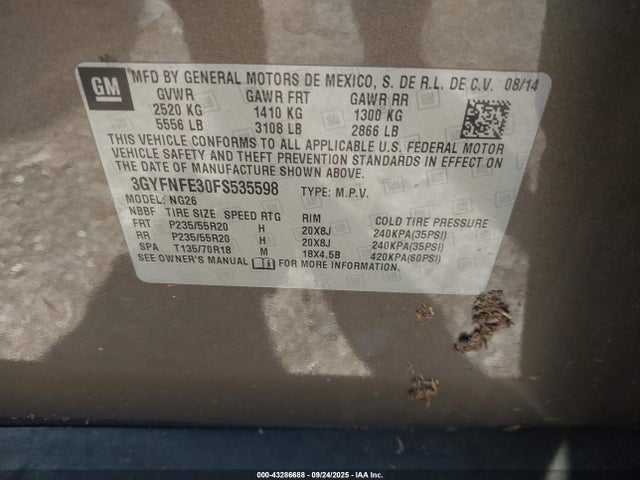 GM
MFD BY GENERAL MOTORS DE MEXICO, S. DE R.L. DE C.V. 08/14
GVWR GAWR FRT GAWR RR
2520 KG 1410 KG 1300 KG
5556 LB 3108 LB 2866 LB
THIS VEHICLE CONFORMS TO ALL APPLICABLE U.S. FEDERAL MOTOR
VEHICLE SAFETY AND THEFT PREVENTION STANDARDS IN EFFECT ON
THE DATE OF MANUFACTURE SHOWN ABOVE.
3GYFNFE30FS535598 TYPE: M.P.V.
MODEL: NG26
NBBF TIRE SIZE SPEED RTG RIM COLD TIRE PRESSURE
FRT P235/55R20 H 20X8J 240KPA(35PSI)
RR P235/55R20 H 20X8J 240KPA(35PSI)
SPA T135/70R18 M 18X4.5B 420KPA(60PSI)
SEE OWNER'S MANUAL FOR MORE INFORMATION.
000-43286688 - 09/24/2025 - IAA Inc.